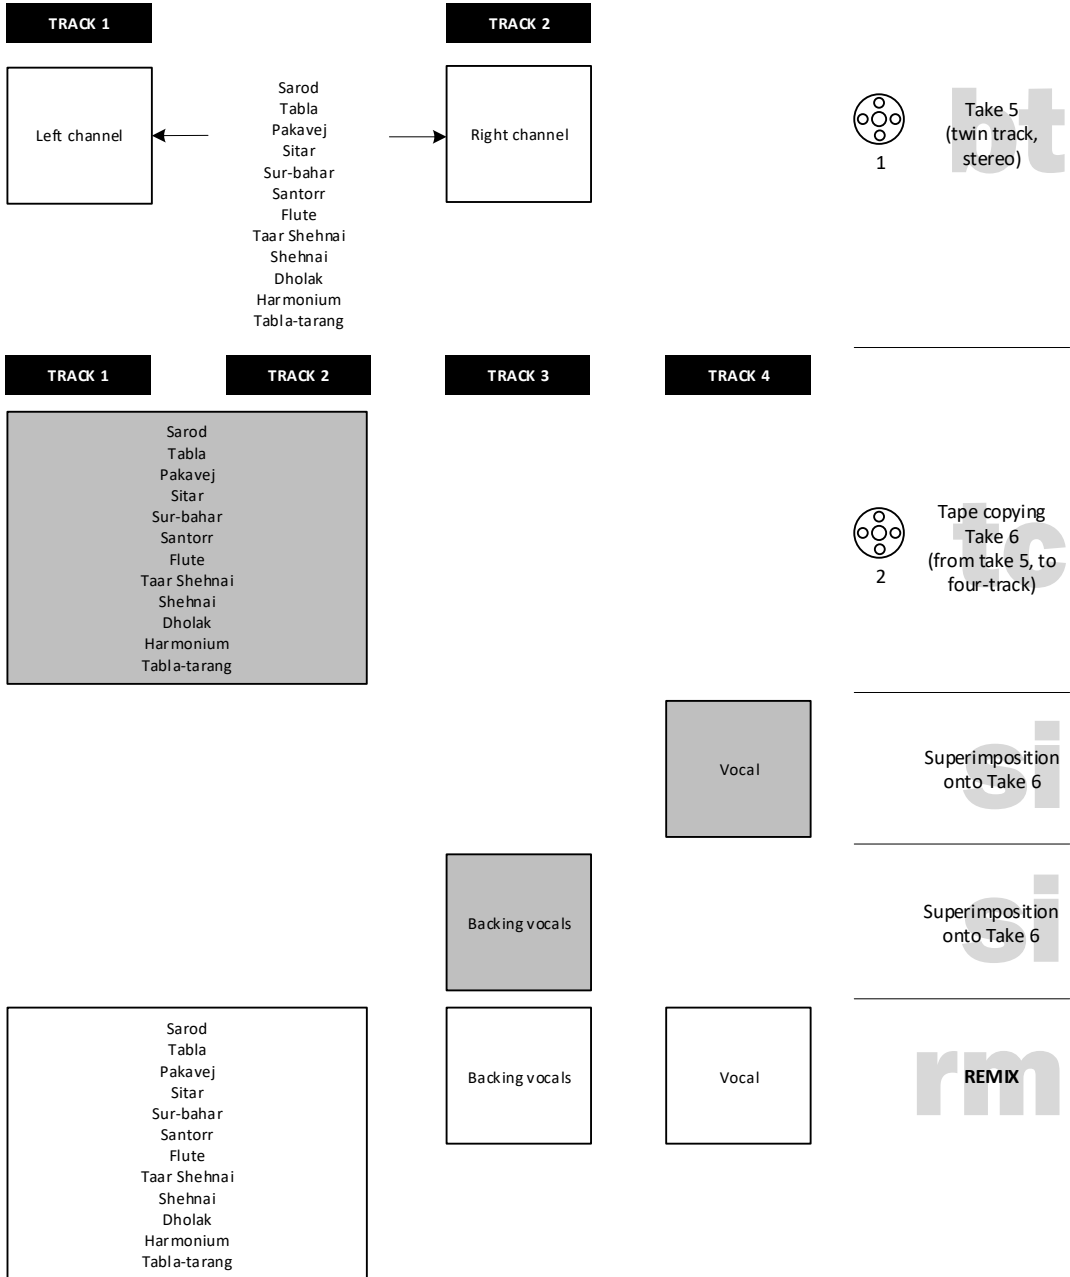 TRACK 1
TRACK 2
Left channel
Sarod
Tabla
Pakavej
Sitar
Sur-bahar
Santorr
Flute
Taar Shehnai
Shehnai
Dholak
Harmonium
Tabla-tarang
Right channel
1
bt
Take 5
(twin track,
stereo)
TRACK 1
TRACK 2
TRACK 3
TRACK 4
Sarod
Tabla
Pakavej
Sitar
Sur-bahar
Santorr
Flute
Taar Shehnai
Shehnai
Dholak
Harmonium
Tabla-tarang
2
tc
Tape copying
Take 6
(from take 5, to
four-track)
Vocal
si
Superimposition
onto Take 6
Backing vocals
si
Superimposition
onto Take 6
Sarod
Tabla
Pakavej
Sitar
Sur-bahar
Santorr
Flute
Taar Shehnai
Shehnai
Dholak
Harmonium
Tabla-tarang
Backing vocals
Vocal
rm
REMIX